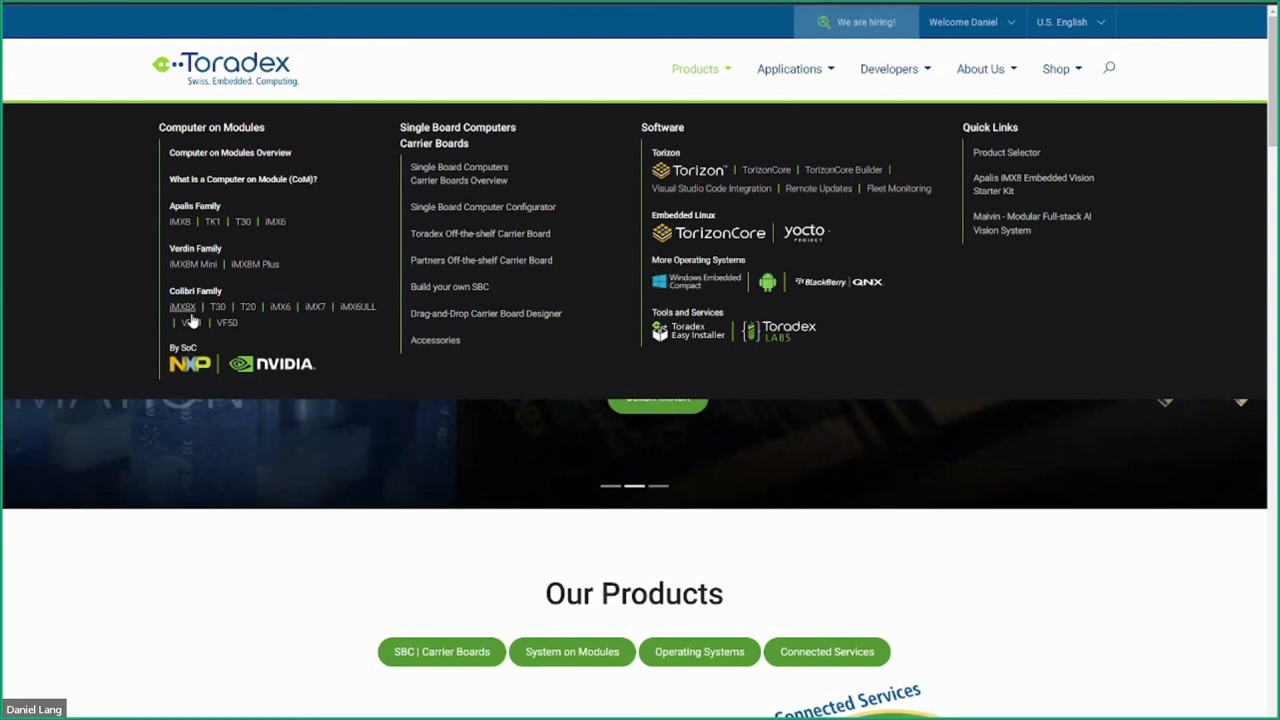 We are hiring!
Welcome Daniel
U.S. English
Toradex
Swiss. Embedded. Computing.
Products
Applications
Developers
About Us
Shop
Computer on Modules
Computer on Modules Overview
What is a Computer on Module (CoM)?
Apalis Family
iMX8 | TK1 | T30 | iMX6
Verdin Family
iMX8M Mini | iMX8M Plus
Colibri Family
iMX8X | T30 | T20 | iMX6 | iMX7 | iMX6ULL
| | VF50
By SoC
NXP | NVIDIA.
Single Board Computers
Carrier Boards
Single Board Computers
Carrier Boards Overview
Single Board Computer Configurator
Toradex Off-the-shelf Carrier Board
Partners Off-the-shelf Carrier Board
Build your own SBC
Drag-and-Drop Carrier Board Designer
Accessories
Software
Torizon
Torizon™ | TorizonCore | TorizonCore Builder |
Visual Studio Code Integration | Remote Updates | Fleet Monitoring
Embedded Linux
TorizonCore | yocto PROJECT
More Operating Systems
Windows Embedded Compact | BlackBerry | QNX
Tools and Services
Toradex Easy Installer | Toradex LABS
Quick Links
Product Selector
Apalis iMX8 Embedded Vision
Starter Kit
Maivin - Modular Full-stack AI
Vision System
Our Products
SBC | Carrier Boards
System on Modules
Operating Systems
Connected Services
Connected Services
Daniel Lang